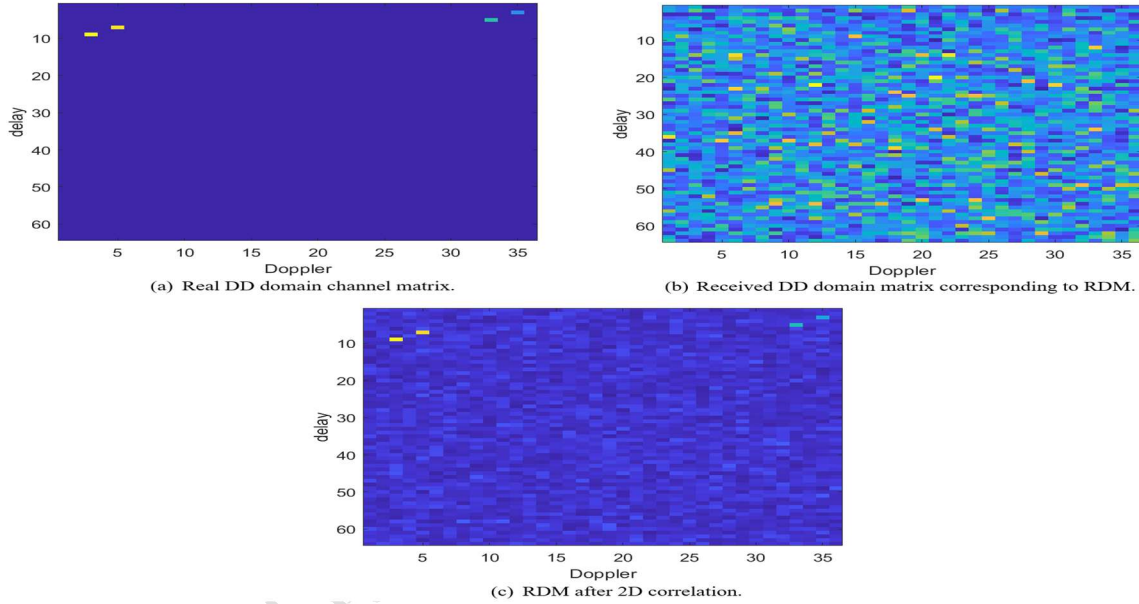 delay
10
20
30
40
50
60
5 10 15 20 25 30 35
Doppler
(a) Real DD domain channel matrix.
delay
10
20
30
40
50
60
5 10 15 20 25 30 35
Doppler
(b) Received DD domain matrix corresponding to RDM.
delay
10
20
30
40
50
60
5 10 15 20 25 30 35
Doppler
(c) RDM after 2D correlation.